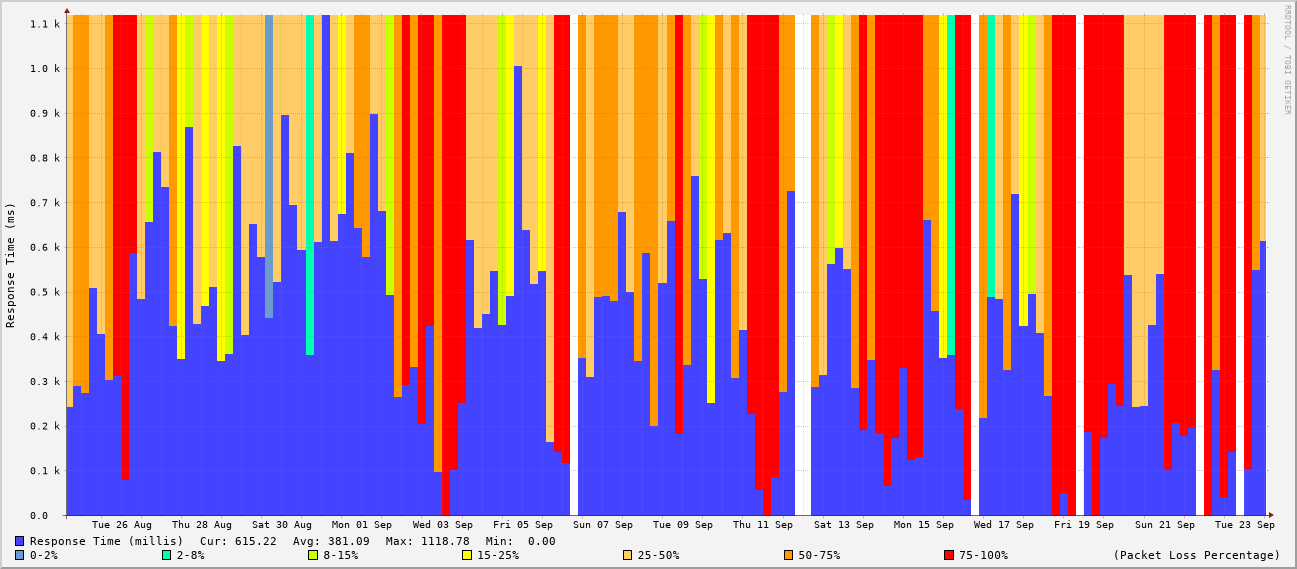 RRDTOOL / TOBI OETIKER
Response Time (ms)
1.1 k
1.0 k
0.9 k
0.8 k
0.7 k
0.6 k
0.5 k
0.4 k
0.3 k
0.2 k
0.1 k
0.0
Tue 26 Aug Thu 28 Aug Sat 30 Aug Mon 01 Sep Wed 03 Sep Fri 05 Sep Sun 07 Sep Tue 09 Sep Thu 11 Sep Sat 13 Sep Mon 15 Sep Wed 17 Sep Fri 19 Sep Sun 21 Sep Tue 23 Sep
Response Time (millis) Cur: 615.22 Avg: 381.09 Max: 1118.78 Min: 0.00
0-2% 2-8% 8-15% 15-25% 25-50% 50-75% 75-100% (Packet Loss Percentage)